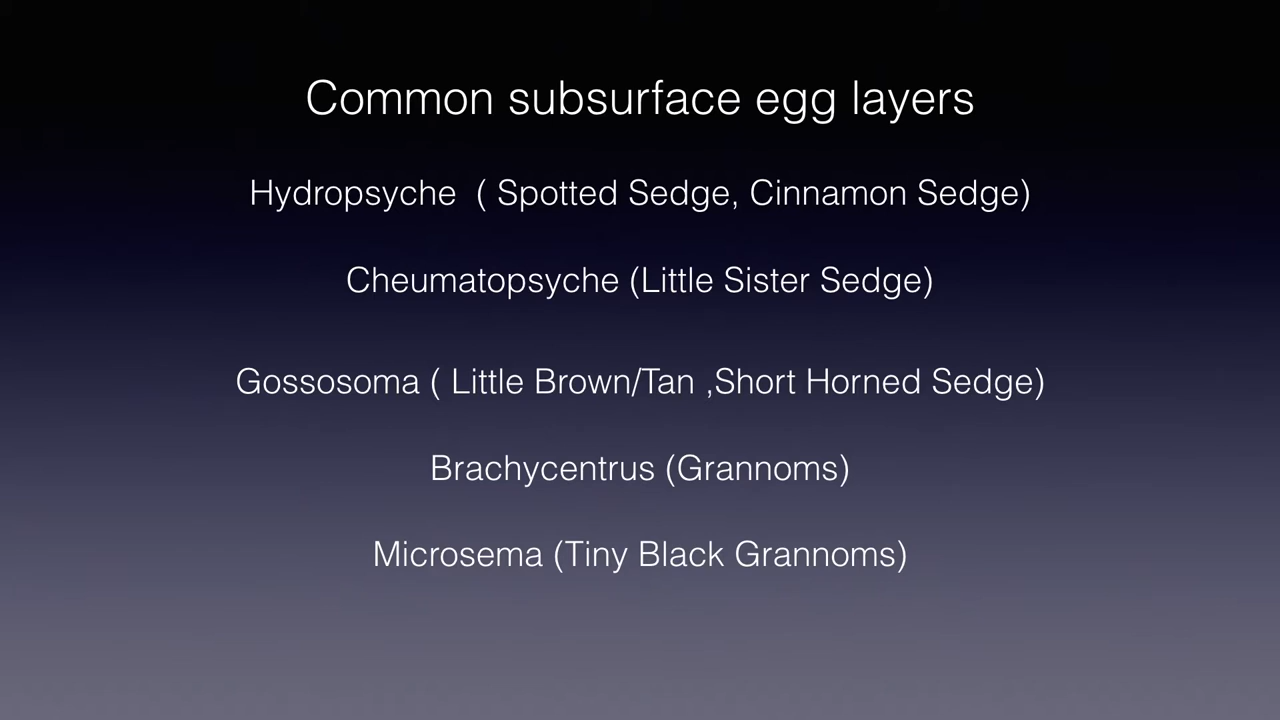 Common subsurface egg layers
Hydropsyche ( Spotted Sedge, Cinnamon Sedge)
Cheumatopsyche (Little Sister Sedge)
Gossosoma ( Little Brown/Tan ,Short Horned Sedge)
Brachycentrus (Grannoms)
Microsema (Tiny Black Grannoms)